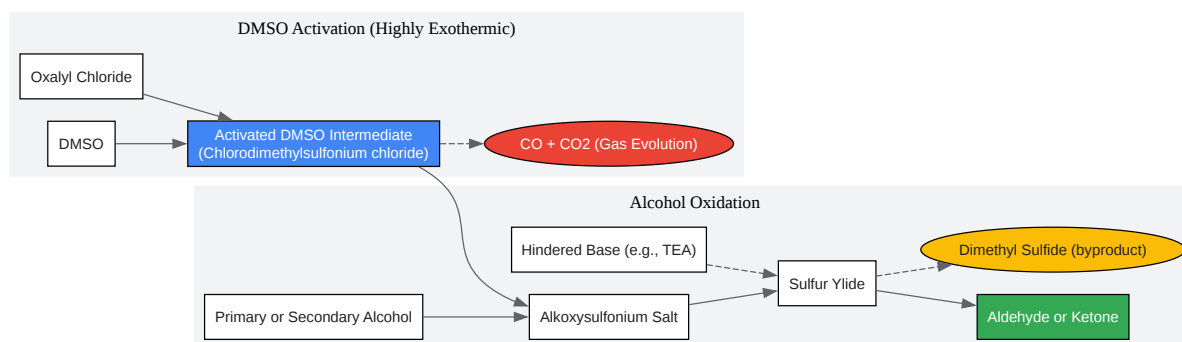 DMSO Activation (Highly Exothermic)
Oxalyl Chloride
DMSO
Activated DMSO Intermediate
(Chlorodimethylsulfonium chloride)
CO + CO2 (Gas Evolution)
Alcohol Oxidation
Hindered Base (e.g., TEA)
Dimethyl Sulfide (byproduct)
Sulfur Ylide
Primary or Secondary Alcohol
Alkoxysulfonium Salt
Aldehyde or Ketone